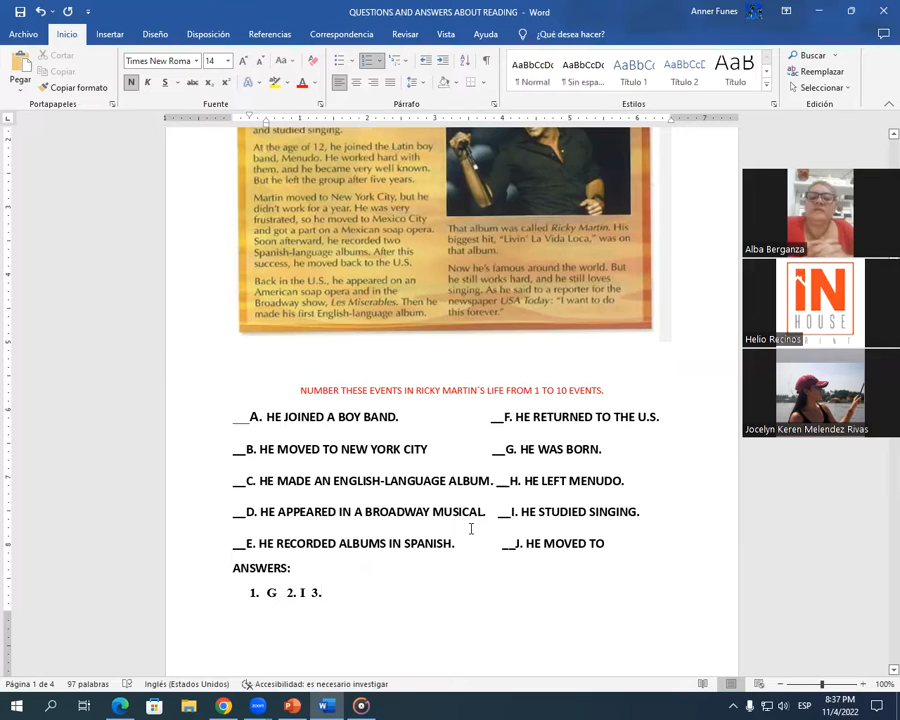 QUESTIONS AND ANSWERS ABOUT READING - Word
Anner Funes
Archivo Inicio Insertar Diseño Disposición Referencias Correspondencia Revisar Vista Ayuda ¿Qué desea hacer?
Pegar
Cortar
Copiar
Copiar formato
Portapapeles
Times New Roma 14
N K S
Fuente
Párrafo
AaBbCcDc AaBbCcDc AaBbCc AaBbCcD AaB
¶ Normal ¶ Sin espa... Título 1 Título 2 Título
Estilos
Buscar
Reemplazar
Seleccionar
Edición
and studied singing.
At the age of 12, he joined the Latin boy
band, Menudo. He worked hard with
them, and he became very well known.
But he left the group after five years.
Martin moved to New York City, but he
didn't work for a year. He was very
frustrated, so he moved to Mexico City
and got a part on a Mexican soap opera.
Soon afterward, he recorded two
Spanish-language albums. After this
success, he moved back to the U.S.
Back in the U.S., he appeared on an
American soap opera and in the
Broadway show, Les Miserables. Then he
made his first English-language album.
That album was called Ricky Martin. His
biggest hit, "Livin' La Vida Loca," was on
that album.
Now he's famous around the world. But
he still works hard, and he still loves
singing. As he said to a reporter for the
newspaper USA Today: "I want to do
this forever."
NUMBER THESE EVENTS IN RICKY MARTIN´S LIFE FROM 1 TO 10 EVENTS.
__A. HE JOINED A BOY BAND. __F. HE RETURNED TO THE U.S.
__B. HE MOVED TO NEW YORK CITY __G. HE WAS BORN.
__C. HE MADE AN ENGLISH-LANGUAGE ALBUM. __H. HE LEFT MENUDO.
__D. HE APPEARED IN A BROADWAY MUSICAL. __I. HE STUDIED SINGING.
__E. HE RECORDED ALBUMS IN SPANISH. __J. HE MOVED TO
ANSWERS:
1. G 2. I 3.
Alba Berganza
iN
HOUSE
PRINT
Helio Recinos
Jocelyn Keren Melendez Rivas
Página 1 de 4 97 palabras Inglés (Estados Unidos) Accesibilidad: es necesario investigar
100%
ESP
8:37 PM
11/4/2022